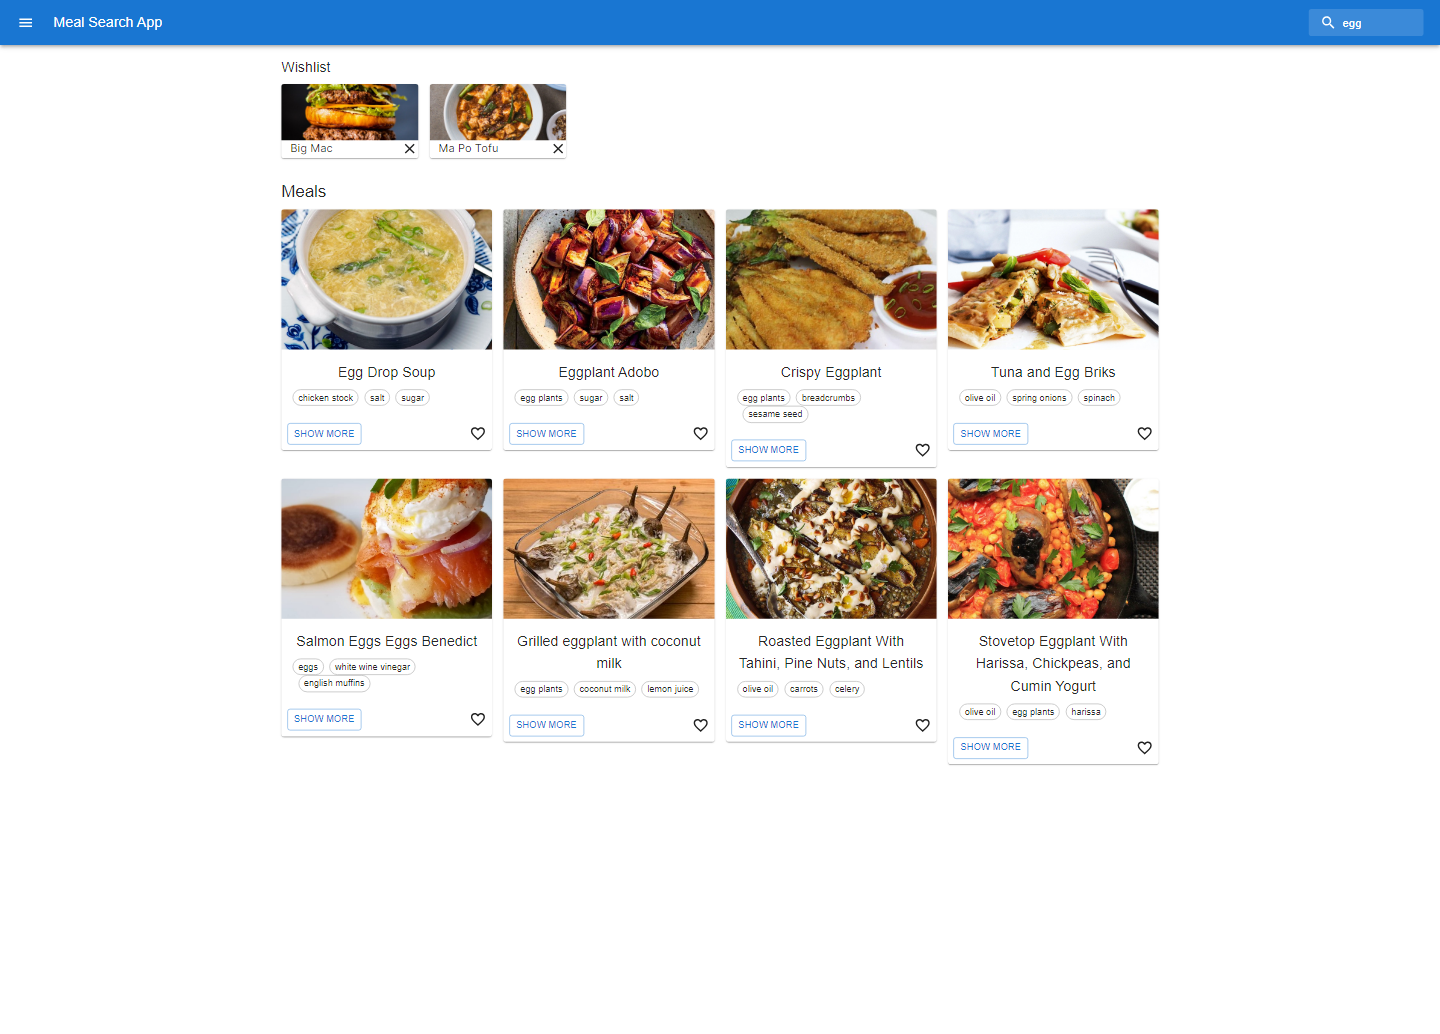 Meal Search App
egg
Wishlist
Big Mac
Ma Po Tofu
Meals
Egg Drop Soup
chicken stock salt sugar
SHOW MORE
Eggplant Adobo
egg plants sugar salt
SHOW MORE
Crispy Eggplant
egg plants breadcrumbs
sesame seed
SHOW MORE
Tuna and Egg Briks
olive oil spring onions spinach
SHOW MORE
Salmon Eggs Eggs Benedict
eggs white wine vinegar
english muffins
SHOW MORE
Grilled eggplant with coconut
milk
egg plants coconut milk lemon juice
SHOW MORE
Roasted Eggplant With
Tahini, Pine Nuts, and Lentils
olive oil carrots celery
SHOW MORE
Stovetop Eggplant With
Harissa, Chickpeas, and
Cumin Yogurt
olive oil egg plants harissa
SHOW MORE